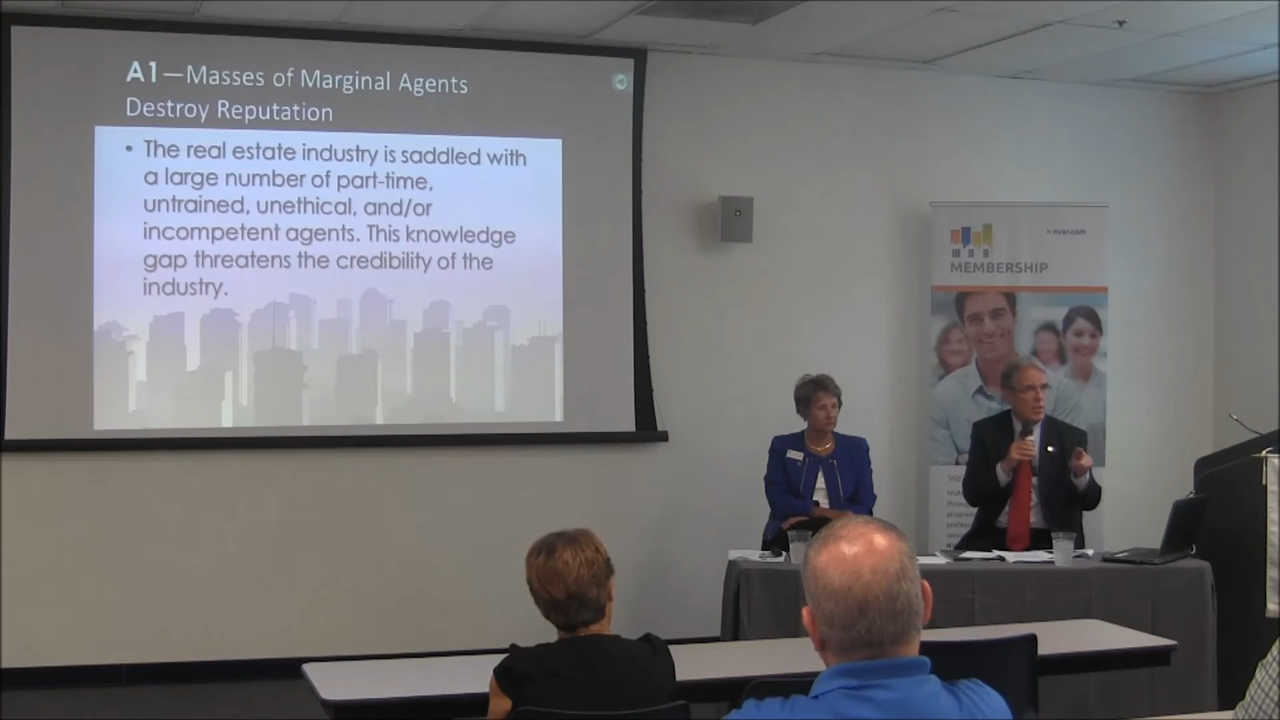 A1—Masses of Marginal Agents
Destroy Reputation
• The real estate industry is saddled with
a large number of part-time,
untrained, unethical, and/or
incompetent agents. This knowledge
gap threatens the credibility of the
industry.
nvar.com
MEMBERSHIP